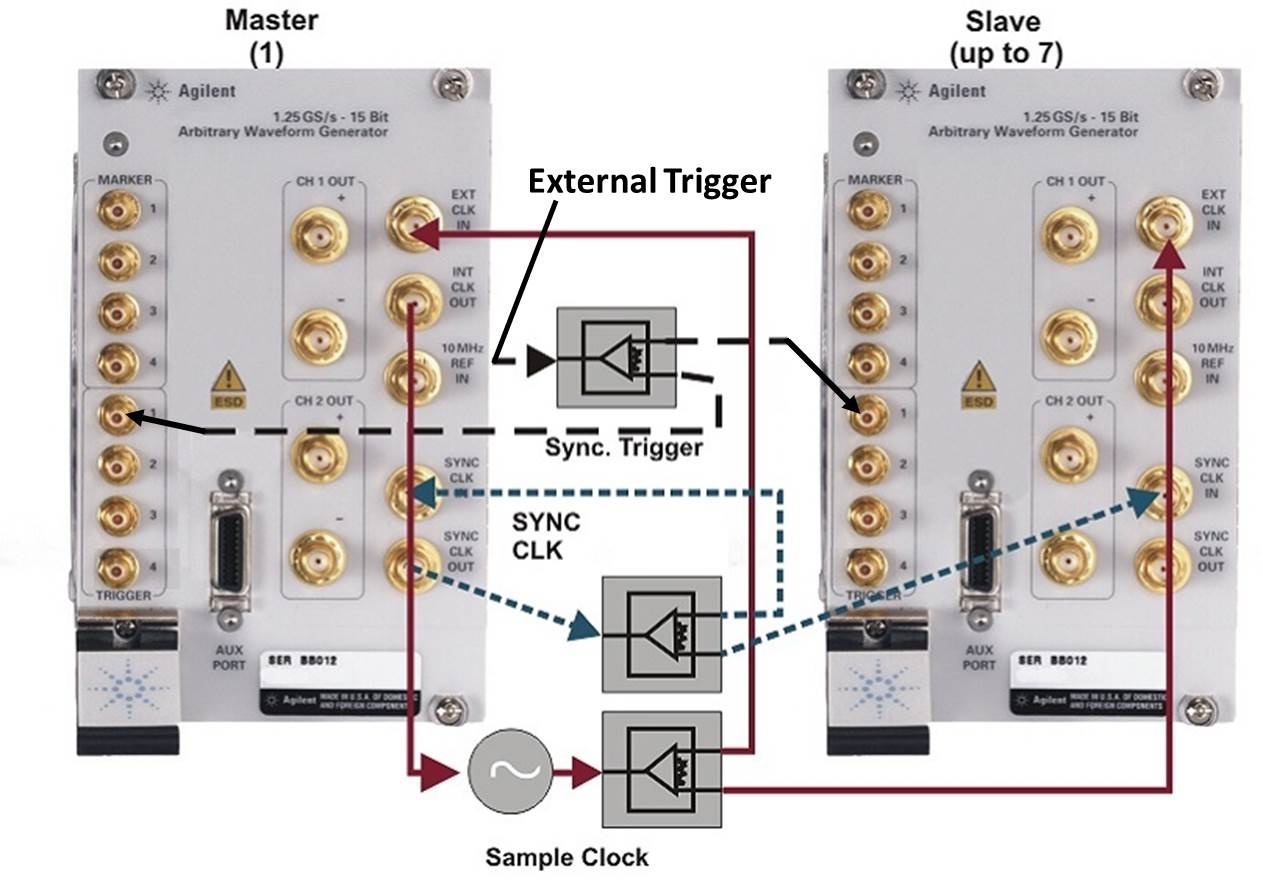 Master
(1)
Agilent
1.25GS/s - 15 Bit
Arbitrary Waveform Generator
MARKER
1
2
3
4
1
2
3
4
TRIGGER
CH 1 OUT
+
–
CH 2 OUT
+
–
EXT
CLK
IN
INT
CLK
OUT
10 MHz
REF
IN
SYNC
CLK
SYNC
CLK
OUT
ESD
AUX
PORT
SER BB012
Agilent
MADE IN U.S.A. OF DOMESTIC
AND FOREIGN COMPONENTS
External Trigger
Sync. Trigger
SYNC
CLK
Sample Clock
Slave
(up to 7)
Agilent
1.25GS/s - 15 Bit
Arbitrary Waveform Generator
MARKER
1
2
3
4
1
2
3
4
TRIGGER
CH 1 OUT
+
–
CH 2 OUT
+
–
EXT
CLK
IN
INT
CLK
OUT
10 MHz
REF
IN
SYNC
CLK
IN
SYNC
CLK
OUT
ESD
AUX
PORT
SER BB012
Agilent
MADE IN U.S.A. OF DOMESTIC
AND FOREIGN COMPONENTS